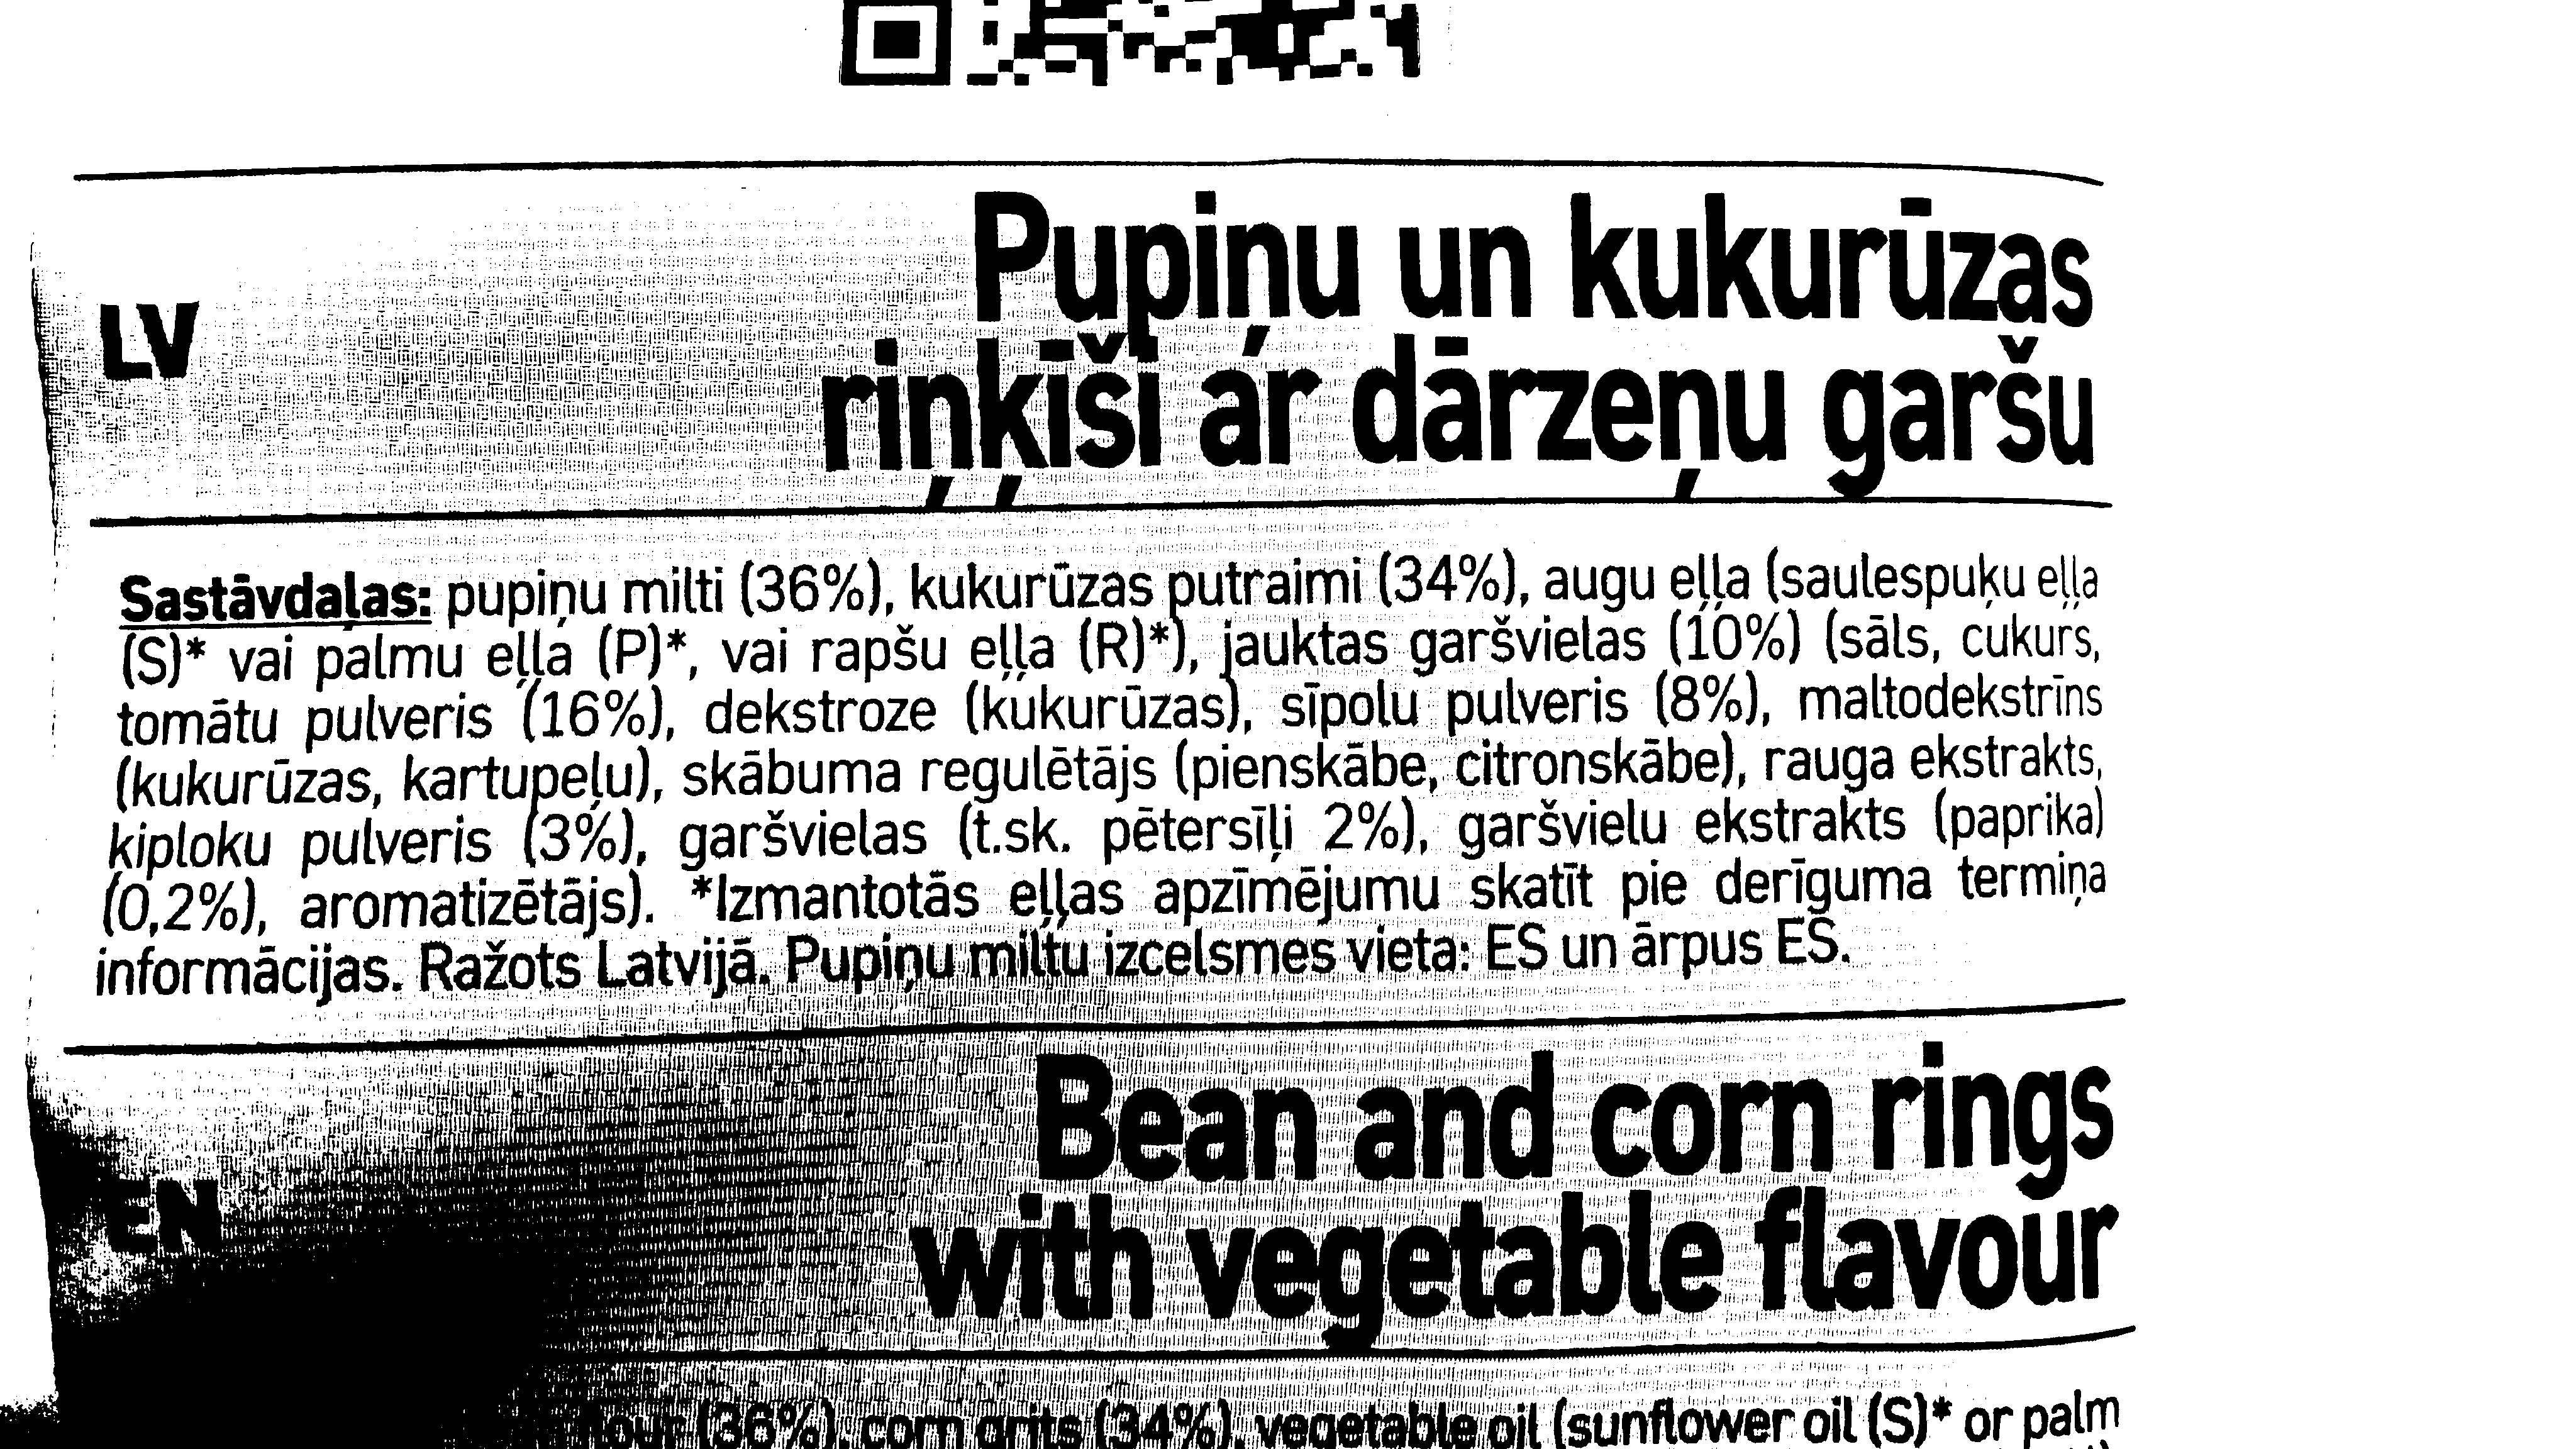 LV
Pupiņu un kukurūzas
riņķīši ar dārzeņu garšu
Sastāvdaļas: pupiņu milti (36%), kukurūzas putraimi (34%), augu eļļa (saulespuķu eļļa
(S)* vai palmu eļļa (P)*, vai rapšu eļļa (R)*), jauktas garšvielas (10%) (sāls, cukurs,
tomātu pulveris (16%), dekstroze (kukurūzas), sīpolu pulveris (8%), maltodekstrīns
(kukurūzas, kartupeļu), skābuma regulētājs (pienskābe, citronskābe), rauga ekstrakts,
kiploku pulveris (3%), garšvielas (t.sk. pētersīļi 2%), garšvielu ekstrakts (paprika)
(0,2%), aromatizētājs). *Izmantotās eļļas apzīmējumu skatīt pie derīguma termiņa
informācijas. Ražots Latvijā. Pupiņu miltu izcelsmes vieta: ES un ārpus ES.
EN
Bean and corn rings
with vegetable flavour
flour (36%), corn grits (34%), vegetable oil (sunflower oil (S)* or palm